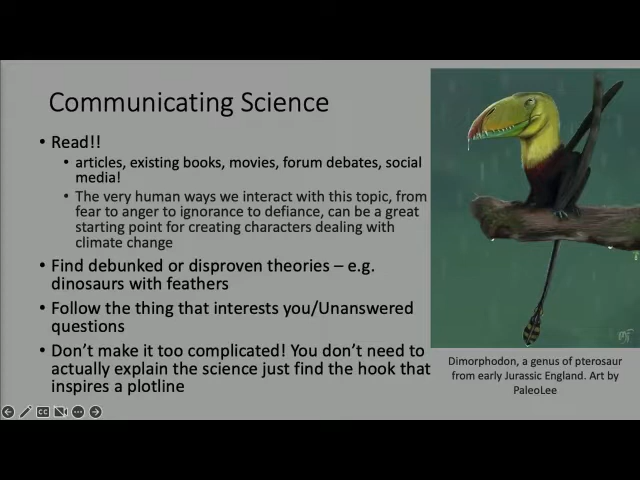 Communicating Science
• Read!!
• articles, existing books, movies, forum debates, social
media!
• The very human ways we interact with this topic, from
fear to anger to ignorance to defiance, can be a great
starting point for creating characters dealing with
climate change
• Find debunked or disproven theories – e.g.
dinosaurs with feathers
• Follow the thing that interests you/Unanswered
questions
• Don't make it too complicated! You don't need to
actually explain the science just find the hook that
inspires a plotline
Dimorphodon, a genus of pterosaur
from early Jurassic England. Art by
PaleoLee
CC